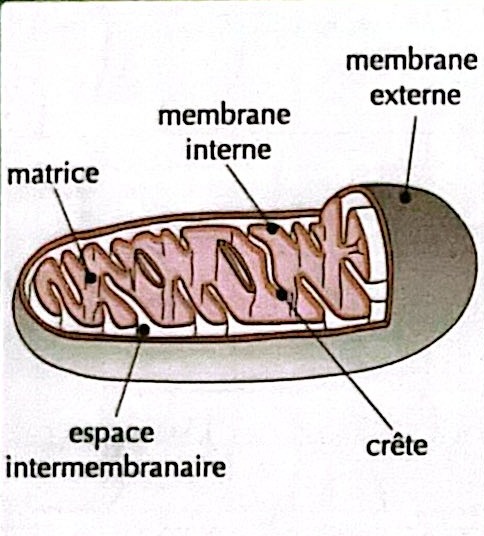 membrane
externe
membrane
interne
matrice
espace
intermembranaire
crête